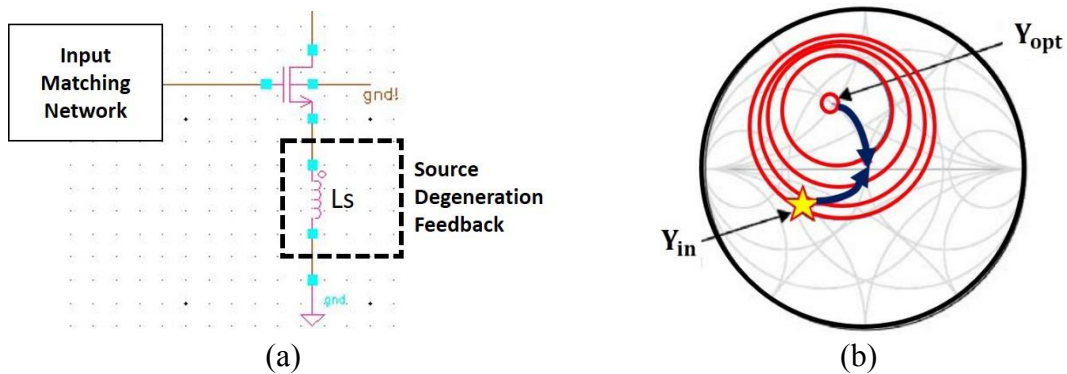 Input
Matching
Network
gnd!
Ls
Source
Degeneration
Feedback
gnd.
(a)
Yopt
Yin
(b)